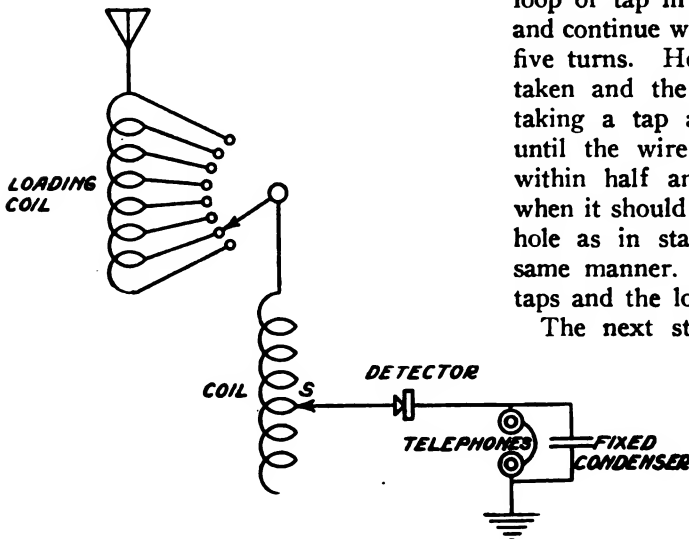 loop or tap in
and continue w
five turns. He
taken and the
taking a tap a
until the wire
within half an
when it should
hole as in sta
same manner.
taps and the lo
The next st
LOADING
COIL
COIL
S
DETECTOR
TELEPHONES
FIXED
CONDENSER